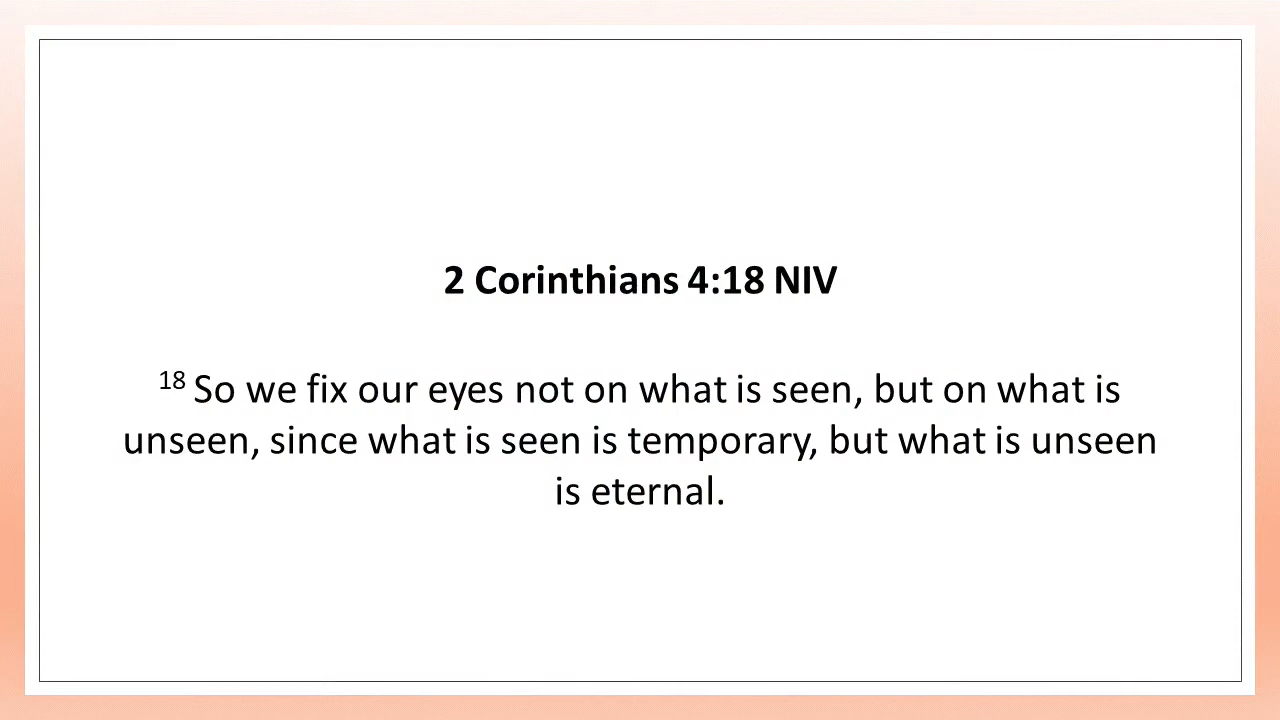 2 Corinthians 4:18 NIV
18 So we fix our eyes not on what is seen, but on what is
unseen, since what is seen is temporary, but what is unseen
is eternal.